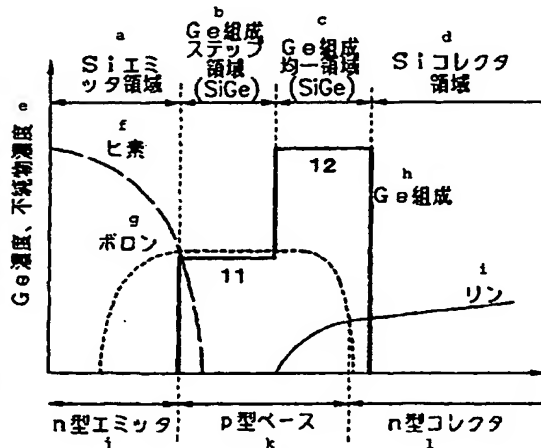 a
Siエミ
ッタ領域
b
Ge組成
ステップ
領域
(SiGe)
c
Ge組成
均一領域
(SiGe)
d
Siコレクタ
領域
e
Ge濃度、不純物濃度
f
ヒ素
g
ボロン
11
12
h
Ge組成
i
リン
n型エミッタ
j
p型ベース
k
n型コレクタ
l